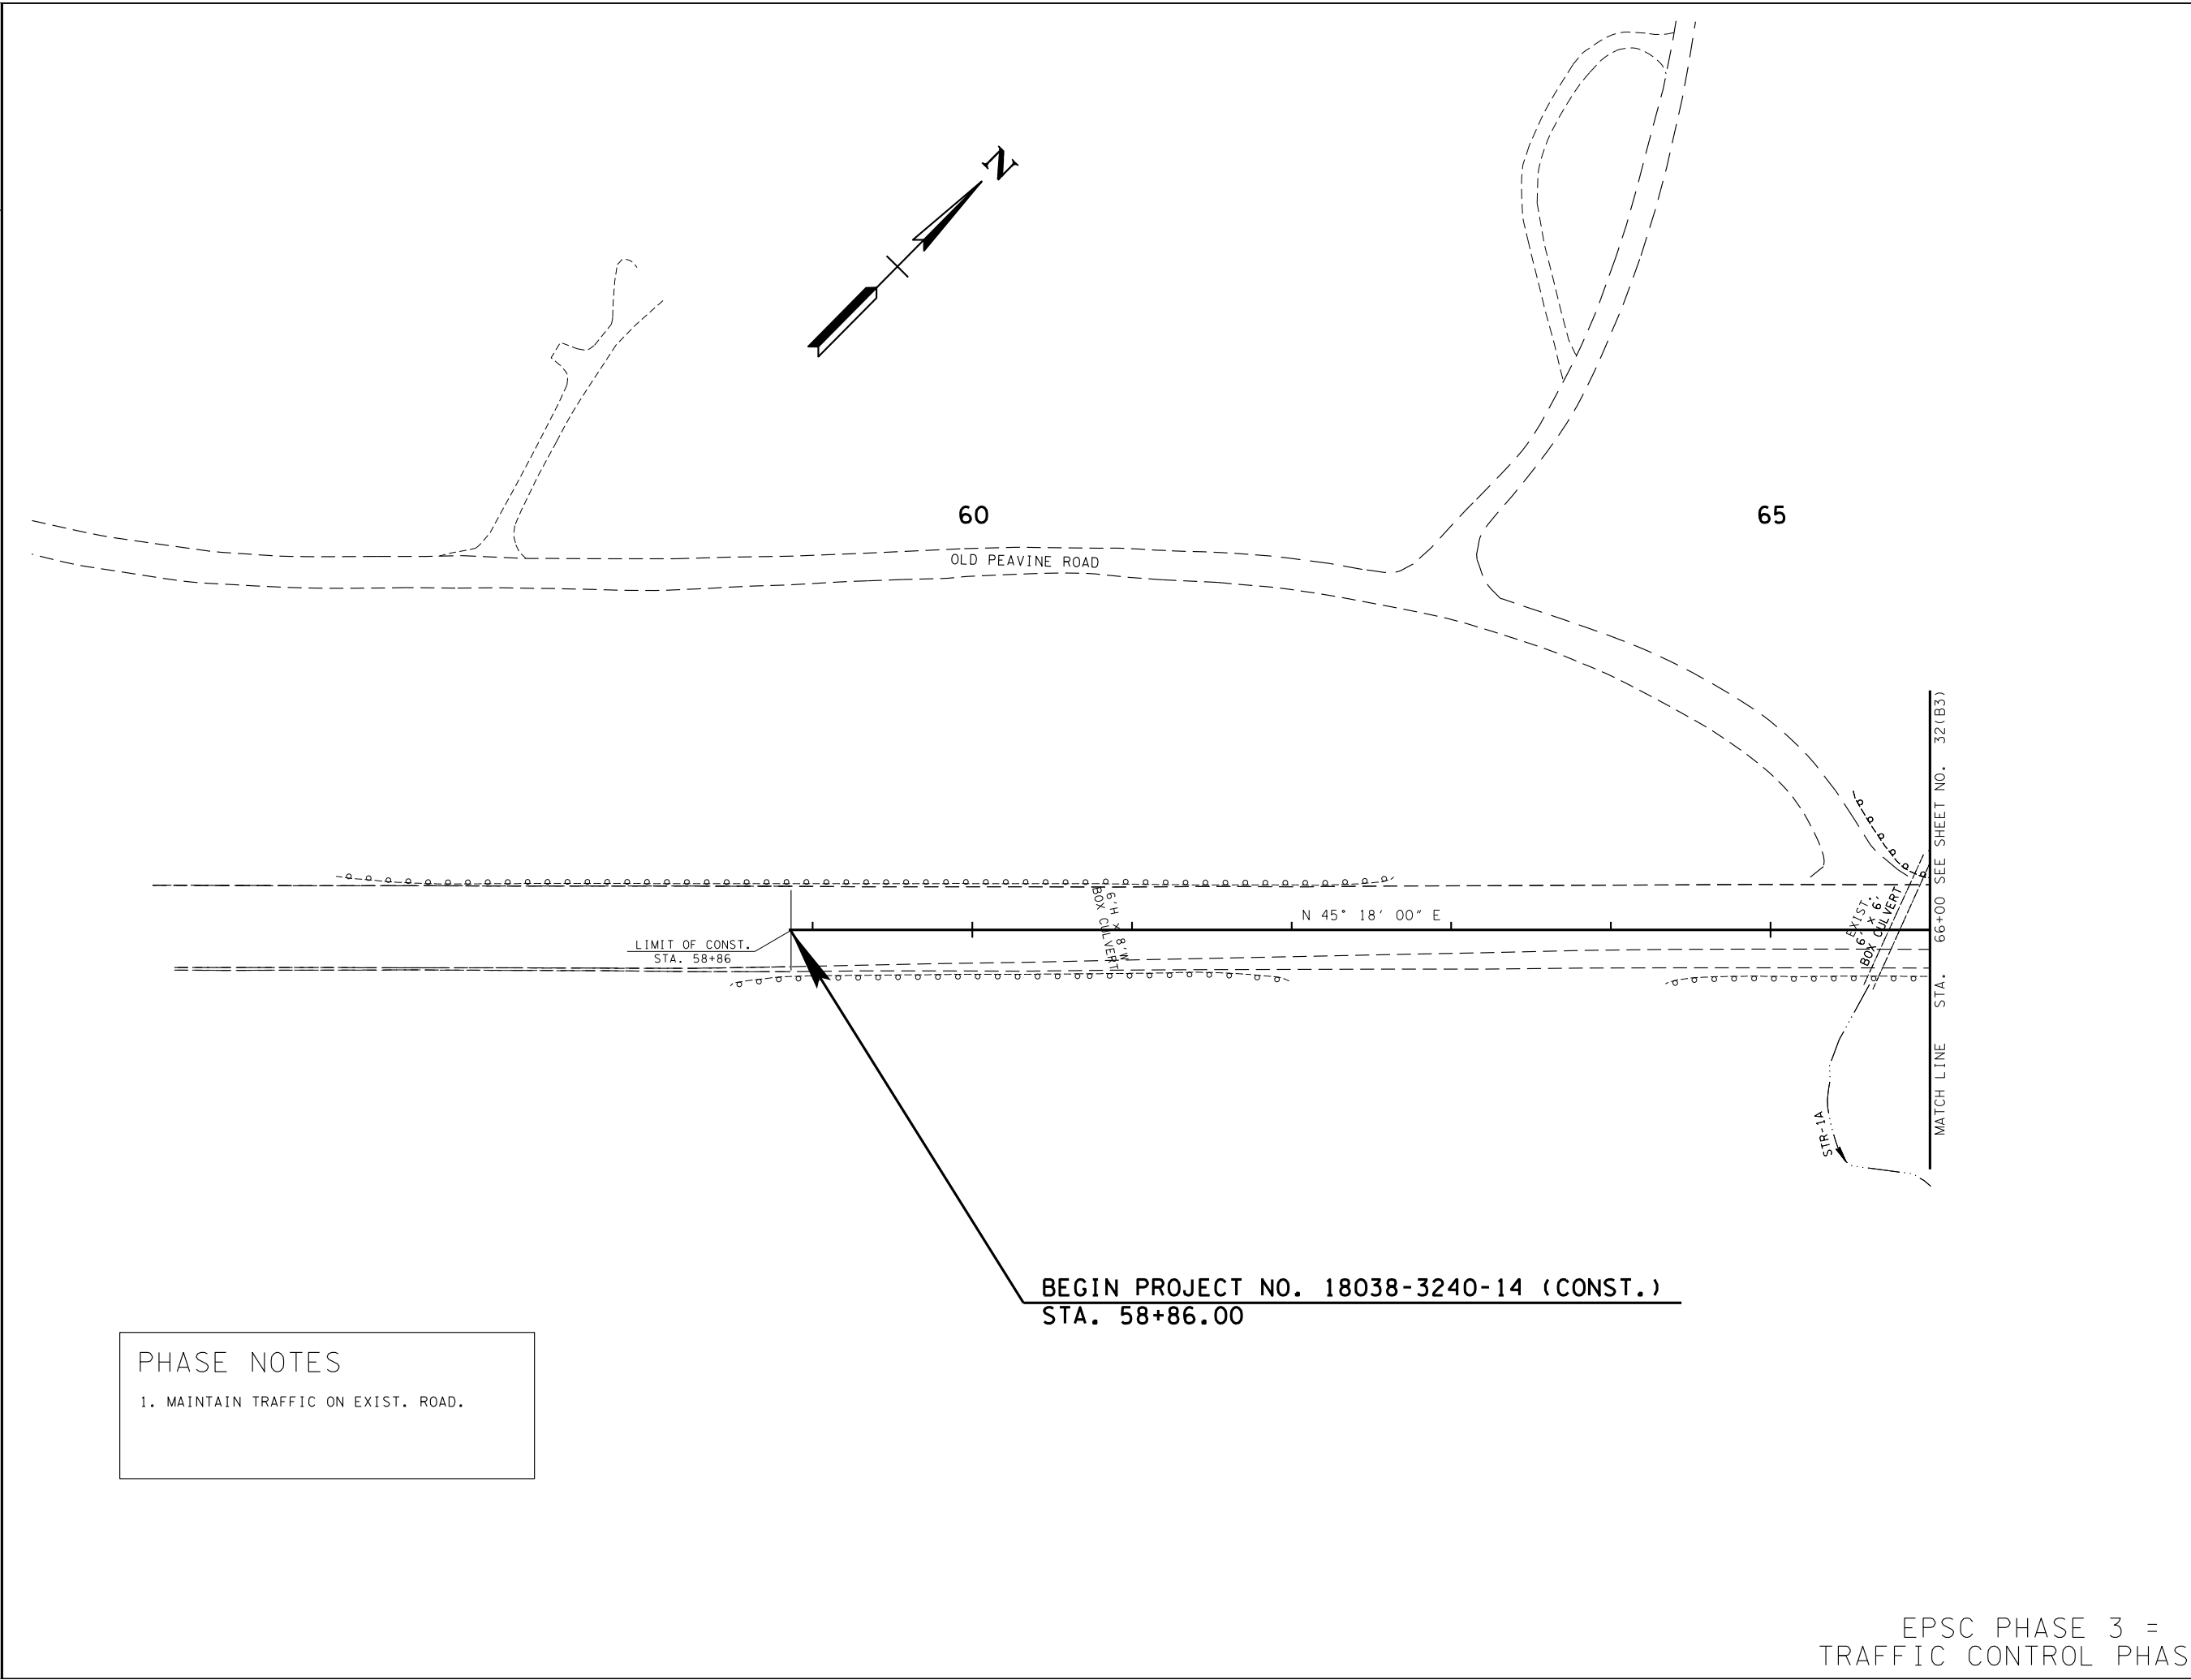 N
60
65
OLD PEAVINE ROAD
MATCH LINE STA. 66+00 SEE SHEET NO. 32(B3)
6'H x 8'W
BOX CULVERT
N 45° 18' 00" E
EXIST.
6' x 6'
BOX CULVERT
LIMIT OF CONST.
STA. 58+86
STR-1A
BEGIN PROJECT NO. 18038-3240-14 (CONST.)
STA. 58+86.00
PHASE NOTES
1. MAINTAIN TRAFFIC ON EXIST. ROAD.
EPSC PHASE 3 =
TRAFFIC CONTROL PHAS